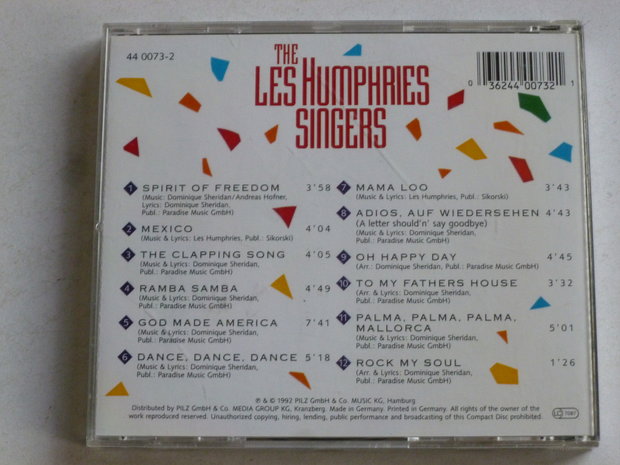 44 0073-2
THE
LES HUMPHRIES
SINGERS
0 36244 00732 1
1 SPIRIT OF FREEDOM 3'58
(Music: Dominique Sheridan/Andreas Hofner,
Lyrics: Dominique Sheridan,
Publ.: Paradise Music GmbH)
2 MEXICO 4'04
(Music & Lyrics: Les Humphries, Publ.: Sikorski)
3 THE CLAPPING SONG 4'05
(Music & Lyrics: Dominique Sheridan,
Publ.: Paradise Music GmbH)
4 RAMBA SAMBA 4'49
(Music & Lyrics: Dominique Sheridan,
Publ.: Paradise Music GmbH)
5 GOD MADE AMERICA 7'41
(Music & Lyrics: Dominique Sheridan,
Publ.: Paradise Music GmbH)
6 DANCE, DANCE, DANCE 5'18
(Music & Lyrics: Dominique Sheridan,
Publ.: Paradise Music GmbH)
7 MAMA LOO 3'43
(Music: Les Humphries, Publ.: Sikorski)
8 ADIOS, AUF WIEDERSEHEN 4'43
(A letter should'n' say goodbye)
(Music & Lyrics: Dominique Sheridan,
Publ.: Paradise Music GmbH)
9 OH HAPPY DAY 4'45
(Arr.: Dominique Sheridan, Publ.: Paradise Music GmbH)
10 TO MY FATHERS HOUSE 3'32
(Arr. & Lyrics: Dominique Sheridan,
Publ.: Paradise Music GmbH)
11 PALMA, PALMA, PALMA,
MALLORCA 5'01
(Music & Lyrics: Dominique Sheridan,
Publ.: Paradise Music GmbH)
12 ROCK MY SOUL 1'26
(Arr. & Lyrics: Dominique Sheridan,
Publ.: Paradise Music GmbH)
℗ & © 1992 PILZ GmbH & Co. MUSIC KG, Hamburg
Distributed by PILZ GmbH & Co. MEDIA GROUP KG, Kranzberg. Made in Germany. Printed in Germany. All rights of the owner of the
work reproduced reserved. Unauthorized copying, hiring, lending, public performance and broadcasting of this Compact Disc prohibited.
LC 7087